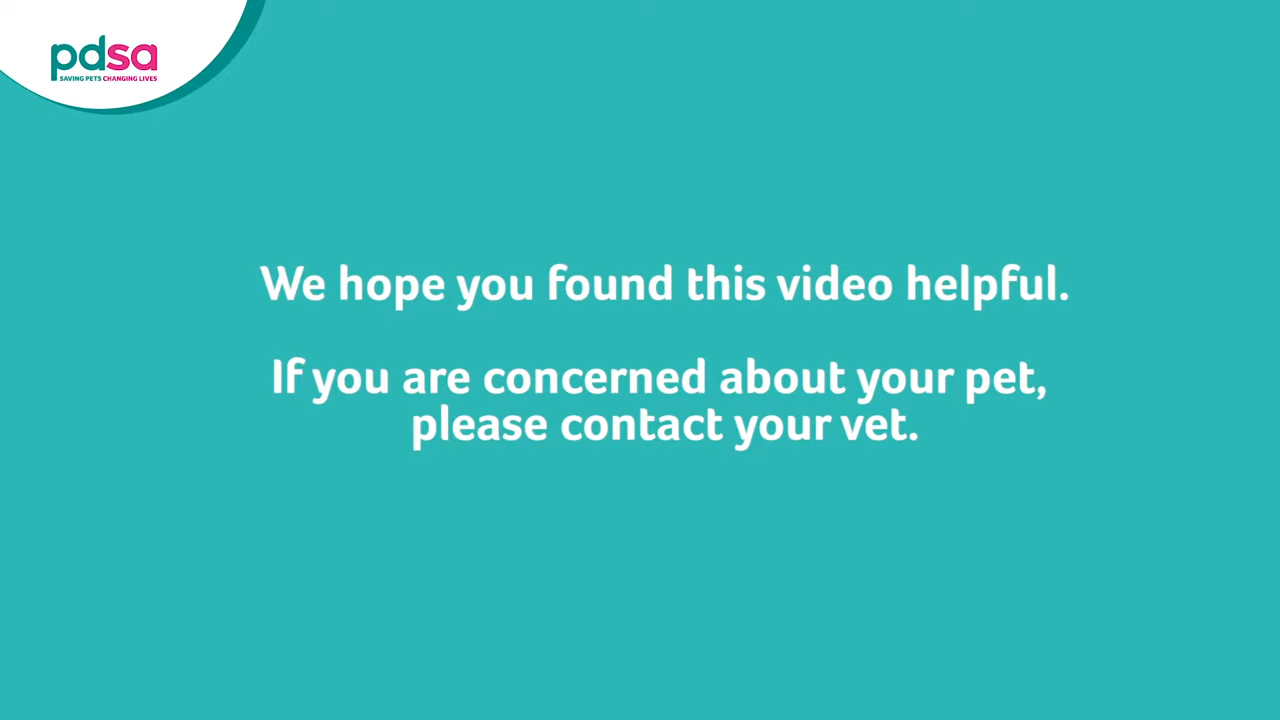 pdsa
SAVING PETS CHANGING LIVES
We hope you found this video helpful.
If you are concerned about your pet,
please contact your vet.